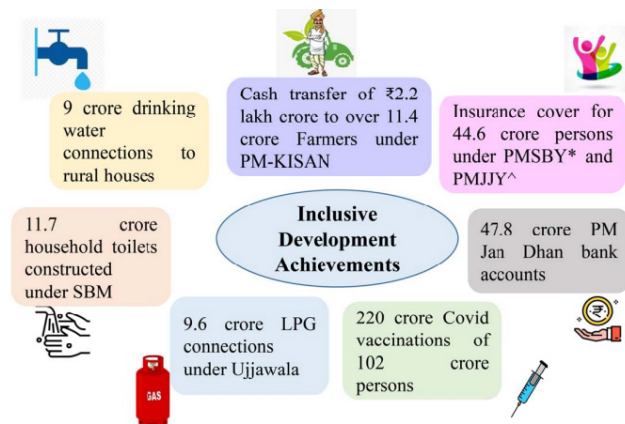 9 crore drinking
water
connections to
rural houses
Cash transfer of ₹2.2
lakh crore to over 11.4
crore Farmers under
PM-KISAN
Insurance cover for
44.6 crore persons
under PMSBY* and
PMJJY^
11.7 crore
household toilets
constructed
under SBM
Inclusive
Development
Achievements
47.8 crore PM
Jan Dhan bank
accounts
9.6 crore LPG
connections
under Ujjawala
220 crore Covid
vaccinations of
102 crore
persons
GAS
₹